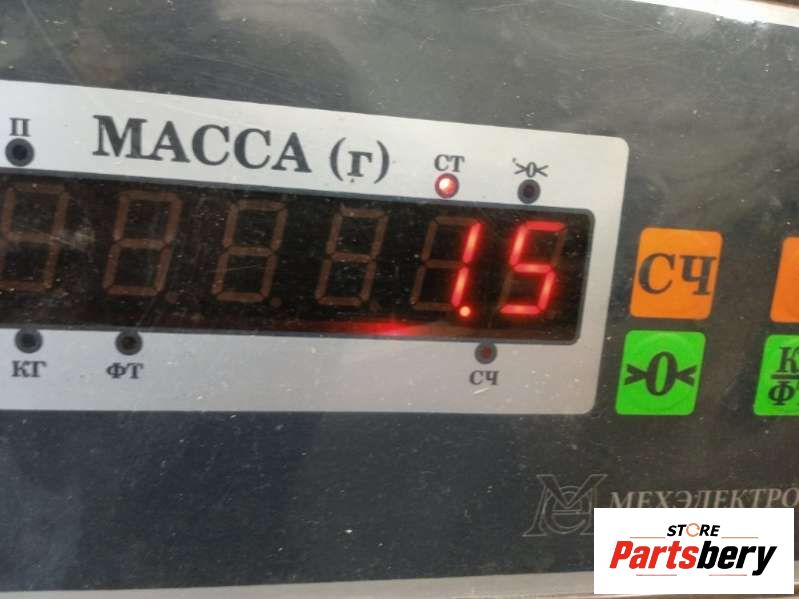 П
МАССА (г)
СТ
>0<
1.5
СЧ
>0<
КГ
ФТ
СЧ
МЕХЭЛЕКТРО
STORE
Partsbery